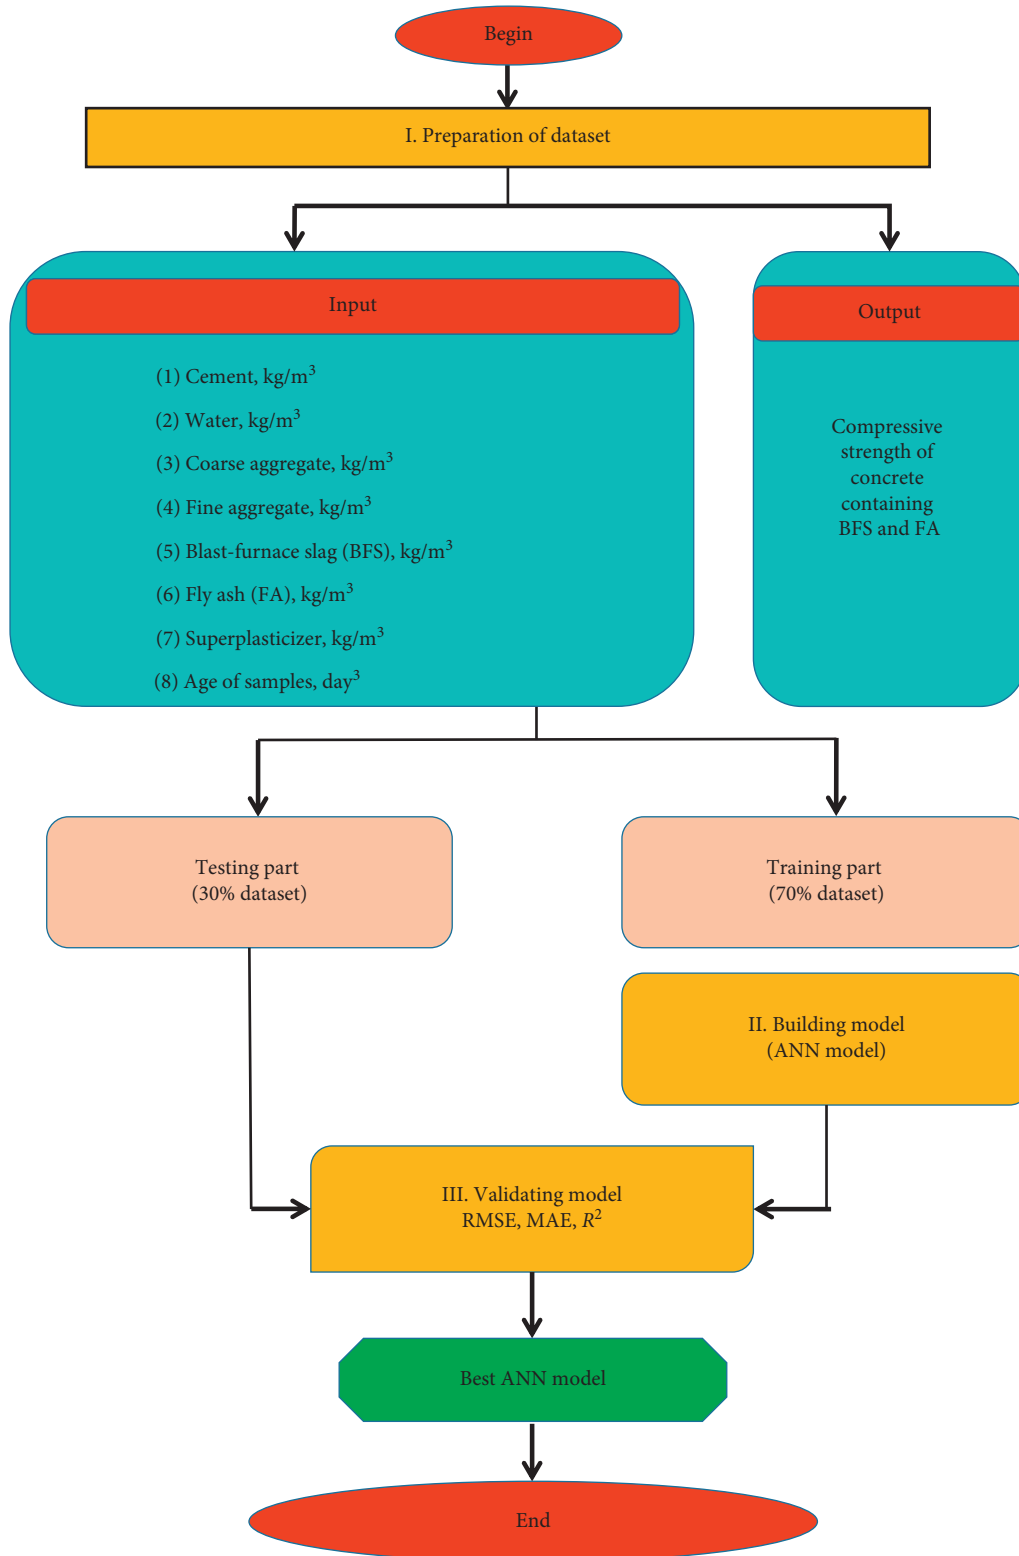 Begin
I. Preparation of dataset
Input
(1) Cement, kg/m³
(2) Water, kg/m³
(3) Coarse aggregate, kg/m³
(4) Fine aggregate, kg/m³
(5) Blast-furnace slag (BFS), kg/m³
(6) Fly ash (FA), kg/m³
(7) Superplasticizer, kg/m³
(8) Age of samples, day³
Output
Compressive
strength of
concrete
containing
BFS and FA
Testing part
(30% dataset)
Training part
(70% dataset)
II. Building model
(ANN model)
III. Validating model
RMSE, MAE, R²
Best ANN model
End